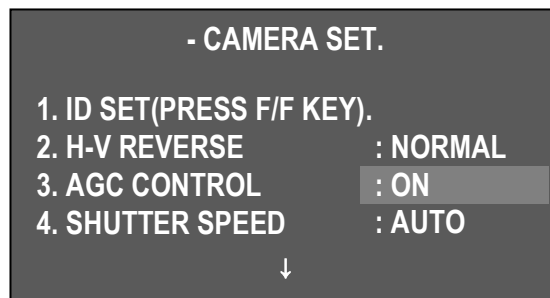 - CAMERA SET.
1. ID SET(PRESS F/F KEY).
2. H-V REVERSE : NORMAL
3. AGC CONTROL : ON
4. SHUTTER SPEED : AUTO
↓